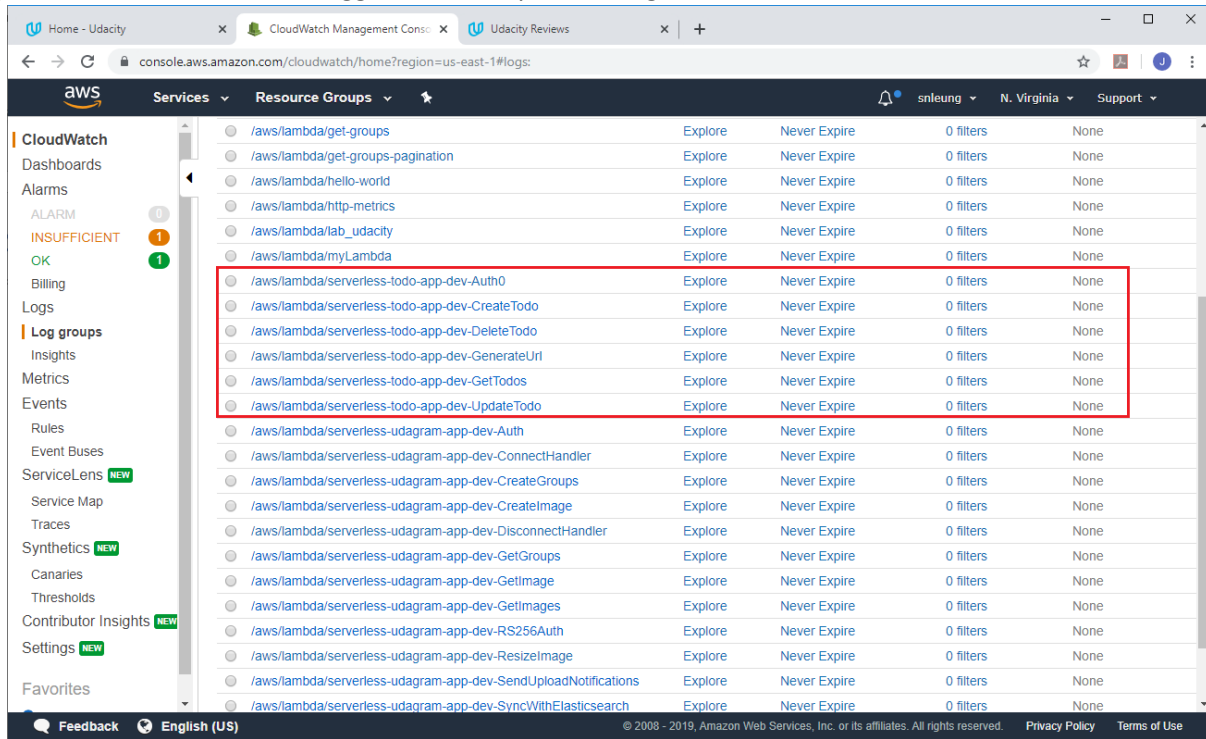 Home - Udacity
CloudWatch Management Consc
Udacity Reviews
console.aws.amazon.com/cloudwatch/home?region=us-east-1#logs:
J
aws Services Resource Groups snleung N. Virginia Support
CloudWatch
Dashboards
Alarms
ALARM 0
INSUFFICIENT 1
OK 1
Billing
Logs
Log groups
Insights
Metrics
Events
Rules
Event Buses
ServiceLens NEW
Service Map
Traces
Synthetics NEW
Canaries
Thresholds
Contributor Insights NEW
Settings NEW
Favorites
/aws/lambda/get-groups Explore Never Expire 0 filters None
/aws/lambda/get-groups-pagination Explore Never Expire 0 filters None
/aws/lambda/hello-world Explore Never Expire 0 filters None
/aws/lambda/http-metrics Explore Never Expire 0 filters None
/aws/lambda/lab_udacity Explore Never Expire 0 filters None
/aws/lambda/myLambda Explore Never Expire 0 filters None
/aws/lambda/serverless-todo-app-dev-Auth0 Explore Never Expire 0 filters None
/aws/lambda/serverless-todo-app-dev-CreateTodo Explore Never Expire 0 filters None
/aws/lambda/serverless-todo-app-dev-DeleteTodo Explore Never Expire 0 filters None
/aws/lambda/serverless-todo-app-dev-GenerateUrl Explore Never Expire 0 filters None
/aws/lambda/serverless-todo-app-dev-GetTodos Explore Never Expire 0 filters None
/aws/lambda/serverless-todo-app-dev-UpdateTodo Explore Never Expire 0 filters None
/aws/lambda/serverless-udagram-app-dev-Auth Explore Never Expire 0 filters None
/aws/lambda/serverless-udagram-app-dev-ConnectHandler Explore Never Expire 0 filters None
/aws/lambda/serverless-udagram-app-dev-CreateGroups Explore Never Expire 0 filters None
/aws/lambda/serverless-udagram-app-dev-CreateImage Explore Never Expire 0 filters None
/aws/lambda/serverless-udagram-app-dev-DisconnectHandler Explore Never Expire 0 filters None
/aws/lambda/serverless-udagram-app-dev-GetGroups Explore Never Expire 0 filters None
/aws/lambda/serverless-udagram-app-dev-GetImage Explore Never Expire 0 filters None
/aws/lambda/serverless-udagram-app-dev-GetImages Explore Never Expire 0 filters None
/aws/lambda/serverless-udagram-app-dev-RS256Auth Explore Never Expire 0 filters None
/aws/lambda/serverless-udagram-app-dev-ResizeImage Explore Never Expire 0 filters None
/aws/lambda/serverless-udagram-app-dev-SendUploadNotifications Explore Never Expire 0 filters None
/aws/lambda/serverless-udagram-app-dev-SyncWithElasticsearch Explore Never Expire 0 filters None
Feedback English (US) © 2008 - 2019, Amazon Web Services, Inc. or its affiliates. All rights reserved. Privacy Policy Terms of Use